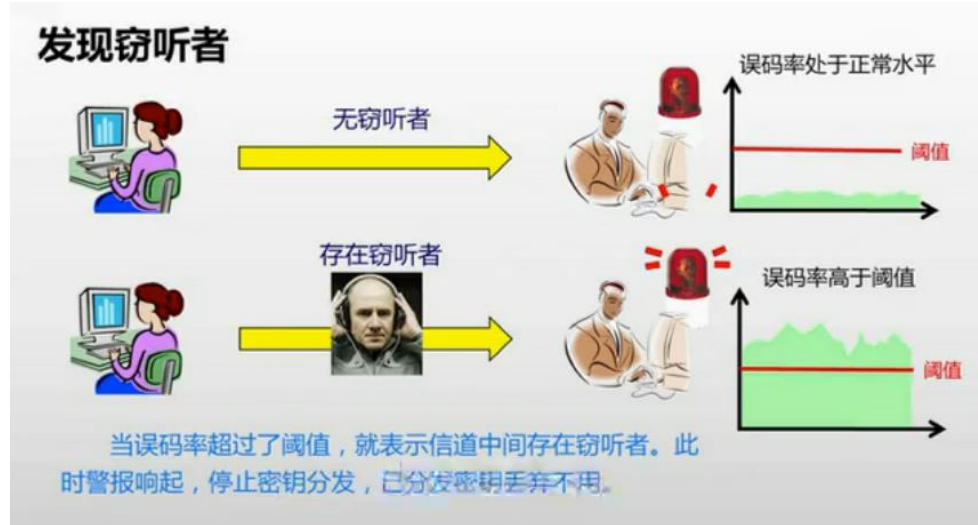 发现窃听者
无窃听者
误码率处于正常水平
阈值
存在窃听者
误码率高于阈值
阈值
当误码率超过了阈值，就表示信道中间存在窃听者。此
时警报响起，停止密钥分发，已分发密钥丢弃不用。